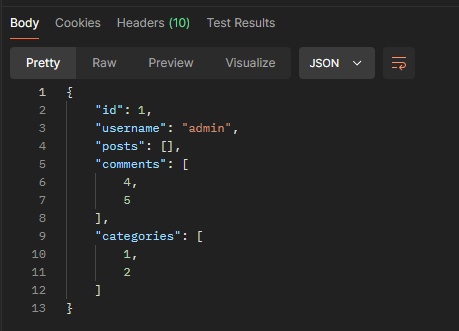 Body Cookies Headers (10) Test Results
Pretty Raw Preview Visualize JSON
1 {
2 "id": 1,
3 "username": "admin",
4 "posts": [],
5 "comments": [
6 4,
7 5
8 ],
9 "categories": [
10 1,
11 2
12 ]
13 }